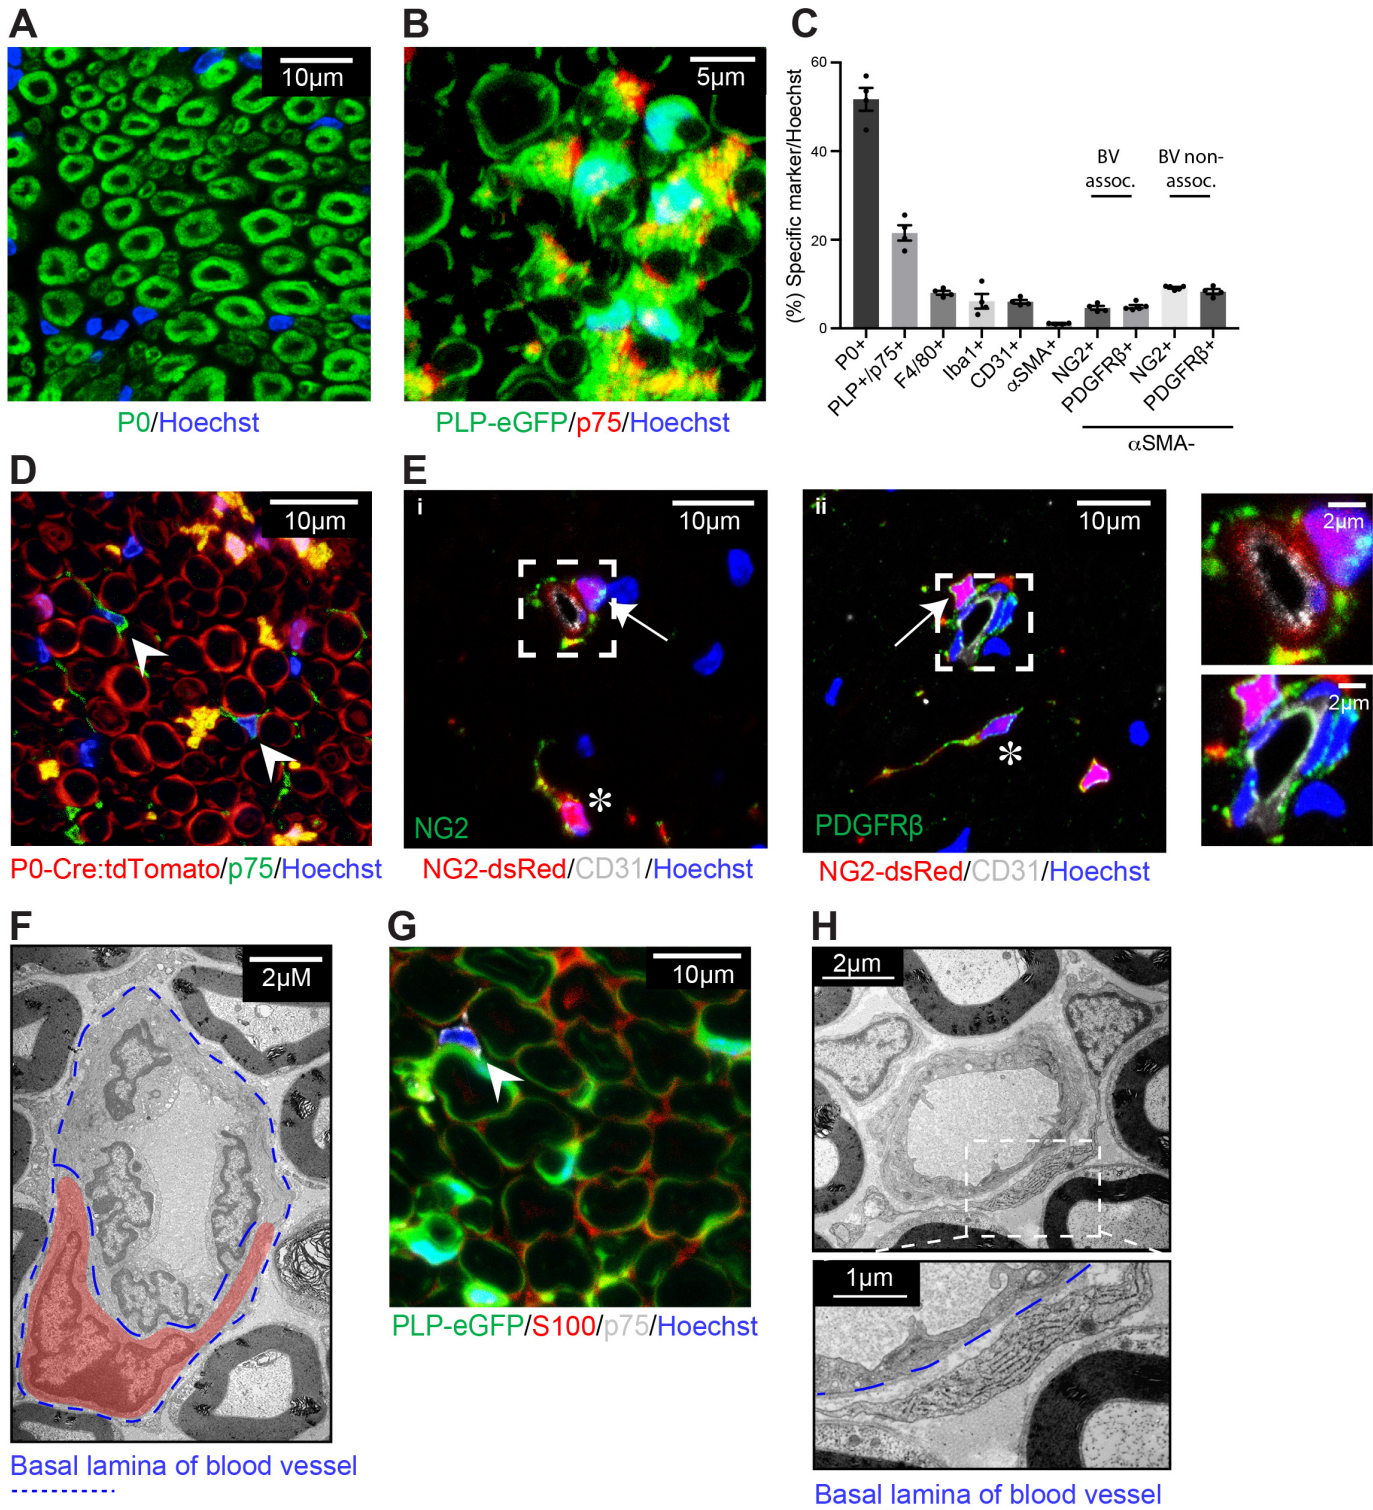 A
10µm
P0/Hoechst
B
5µm
PLP-eGFP/p75/Hoechst
C
(%) Specific marker/Hoechst
60
40
20
0
BV
assoc.
BV non-
assoc.
P0+
PLP+/p75+
F4/80+
Iba1+
CD31+
αSMA+
NG2+
PDGFRβ+
NG2+
PDGFRβ+
αSMA-
D
10µm
P0-Cre:tdTomato/p75/Hoechst
E
i
10µm
*
NG2
NG2-dsRed/CD31/Hoechst
ii
10µm
*
PDGFRβ
NG2-dsRed/CD31/Hoechst
2µm
2µm
F
2µM
Basal lamina of blood vessel
G
10µm
PLP-eGFP/S100/p75/Hoechst
H
2µm
1µm
Basal lamina of blood vessel